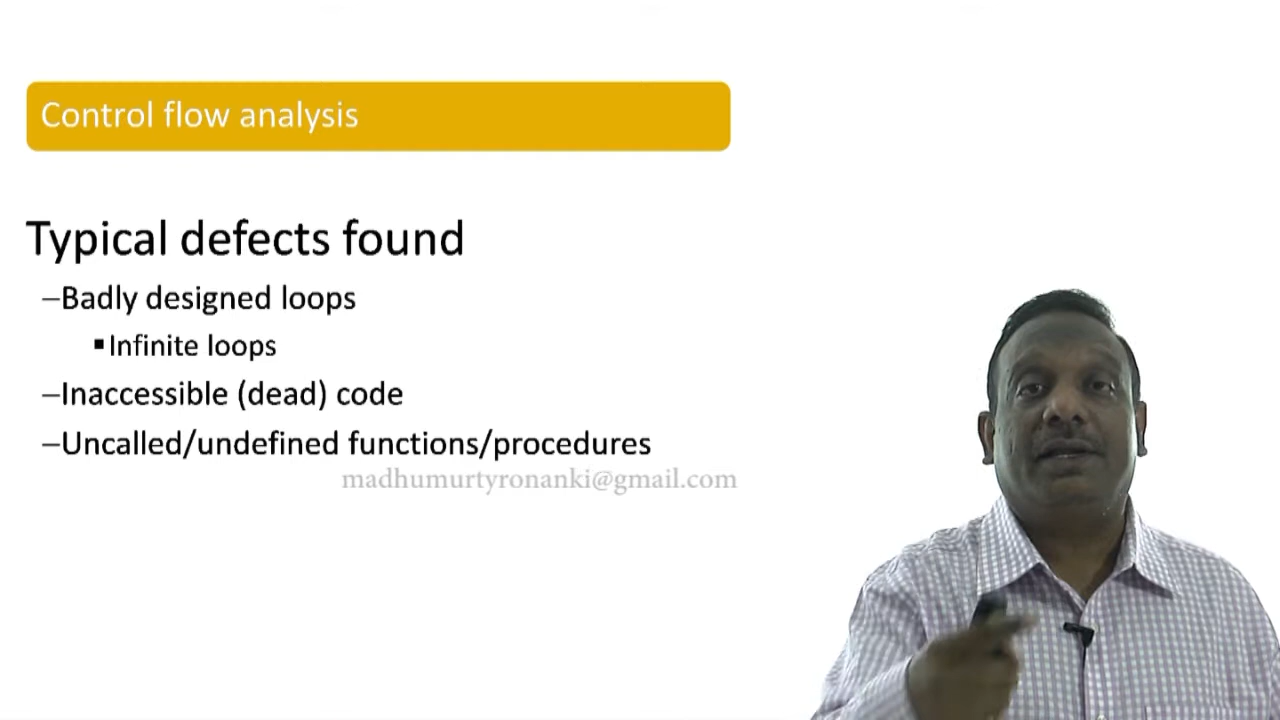 Control flow analysis
Typical defects found
–Badly designed loops
▪Infinite loops
–Inaccessible (dead) code
–Uncalled/undefined functions/procedures
madhumurtyronanki@gmail.com